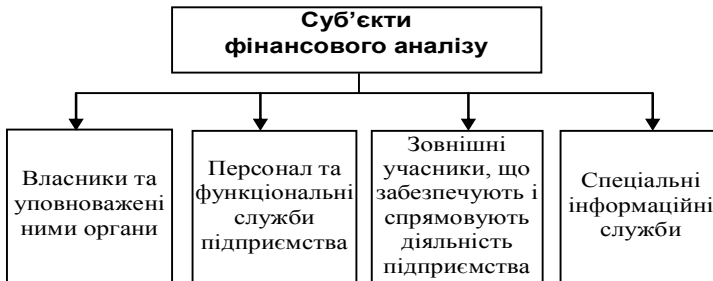 Суб’єкти
фінансового аналізу
Власники та
уповноважені
ними органи
Персонал та
функціональні
служби
підприємства
Зовнішні
учасники, що
забезпечують і
спрямовують
діяльність
підприємства
Спеціальні
інформаційні
служби